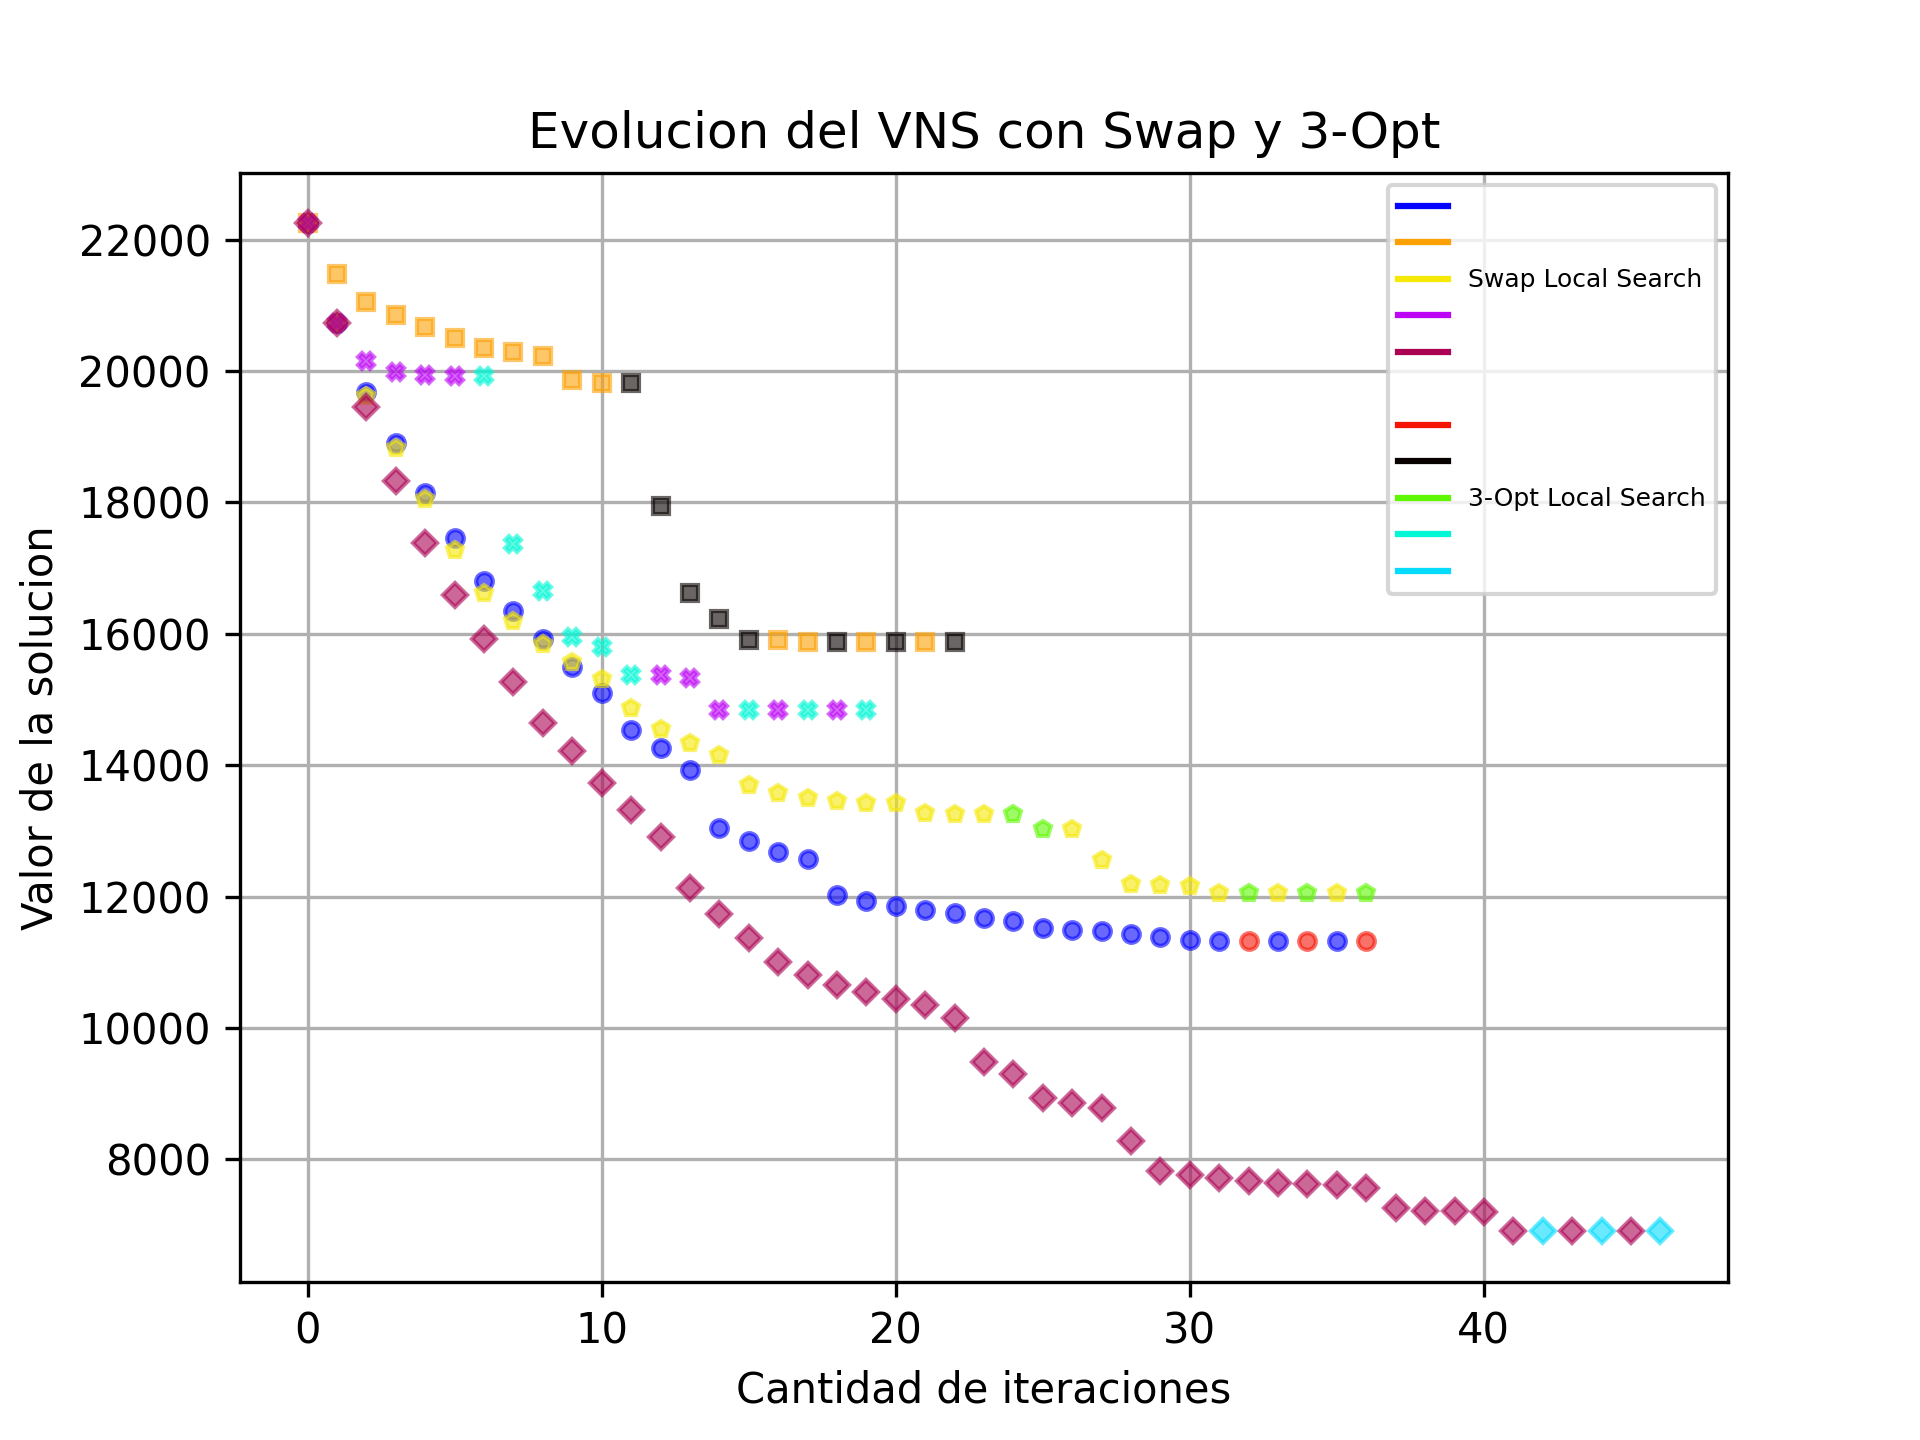 Evolucion del VNS con Swap y 3-Opt
Valor de la solucion
22000
20000
18000
16000
14000
12000
10000
8000
Swap Local Search
3-Opt Local Search
0 10 20 30 40
Cantidad de iteraciones